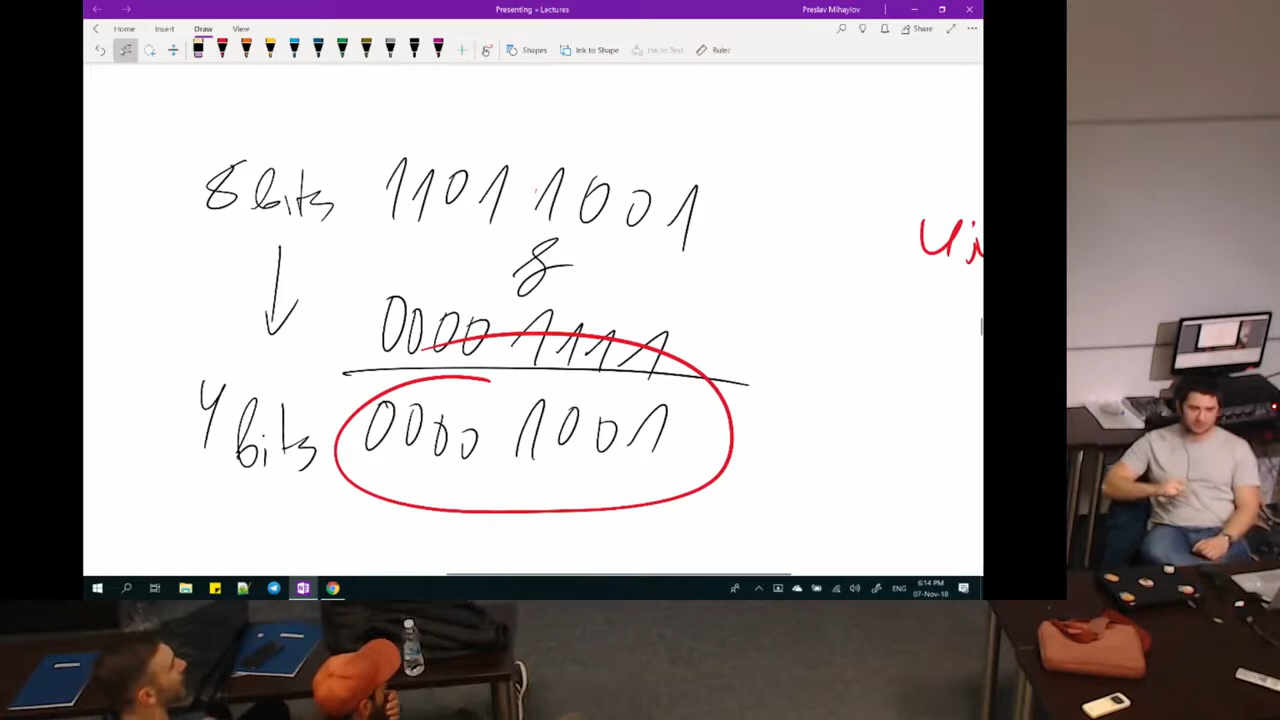 Presenting » Lectures
Preslav Mihaylov
Home Insert Draw View
Share
Shapes
Ink to Shape
Ink to Text
Ruler
8 bits 1101 1001
&
0000 1111
4 bits 0000 1001
ENG
6:14 PM
07-Nov-18